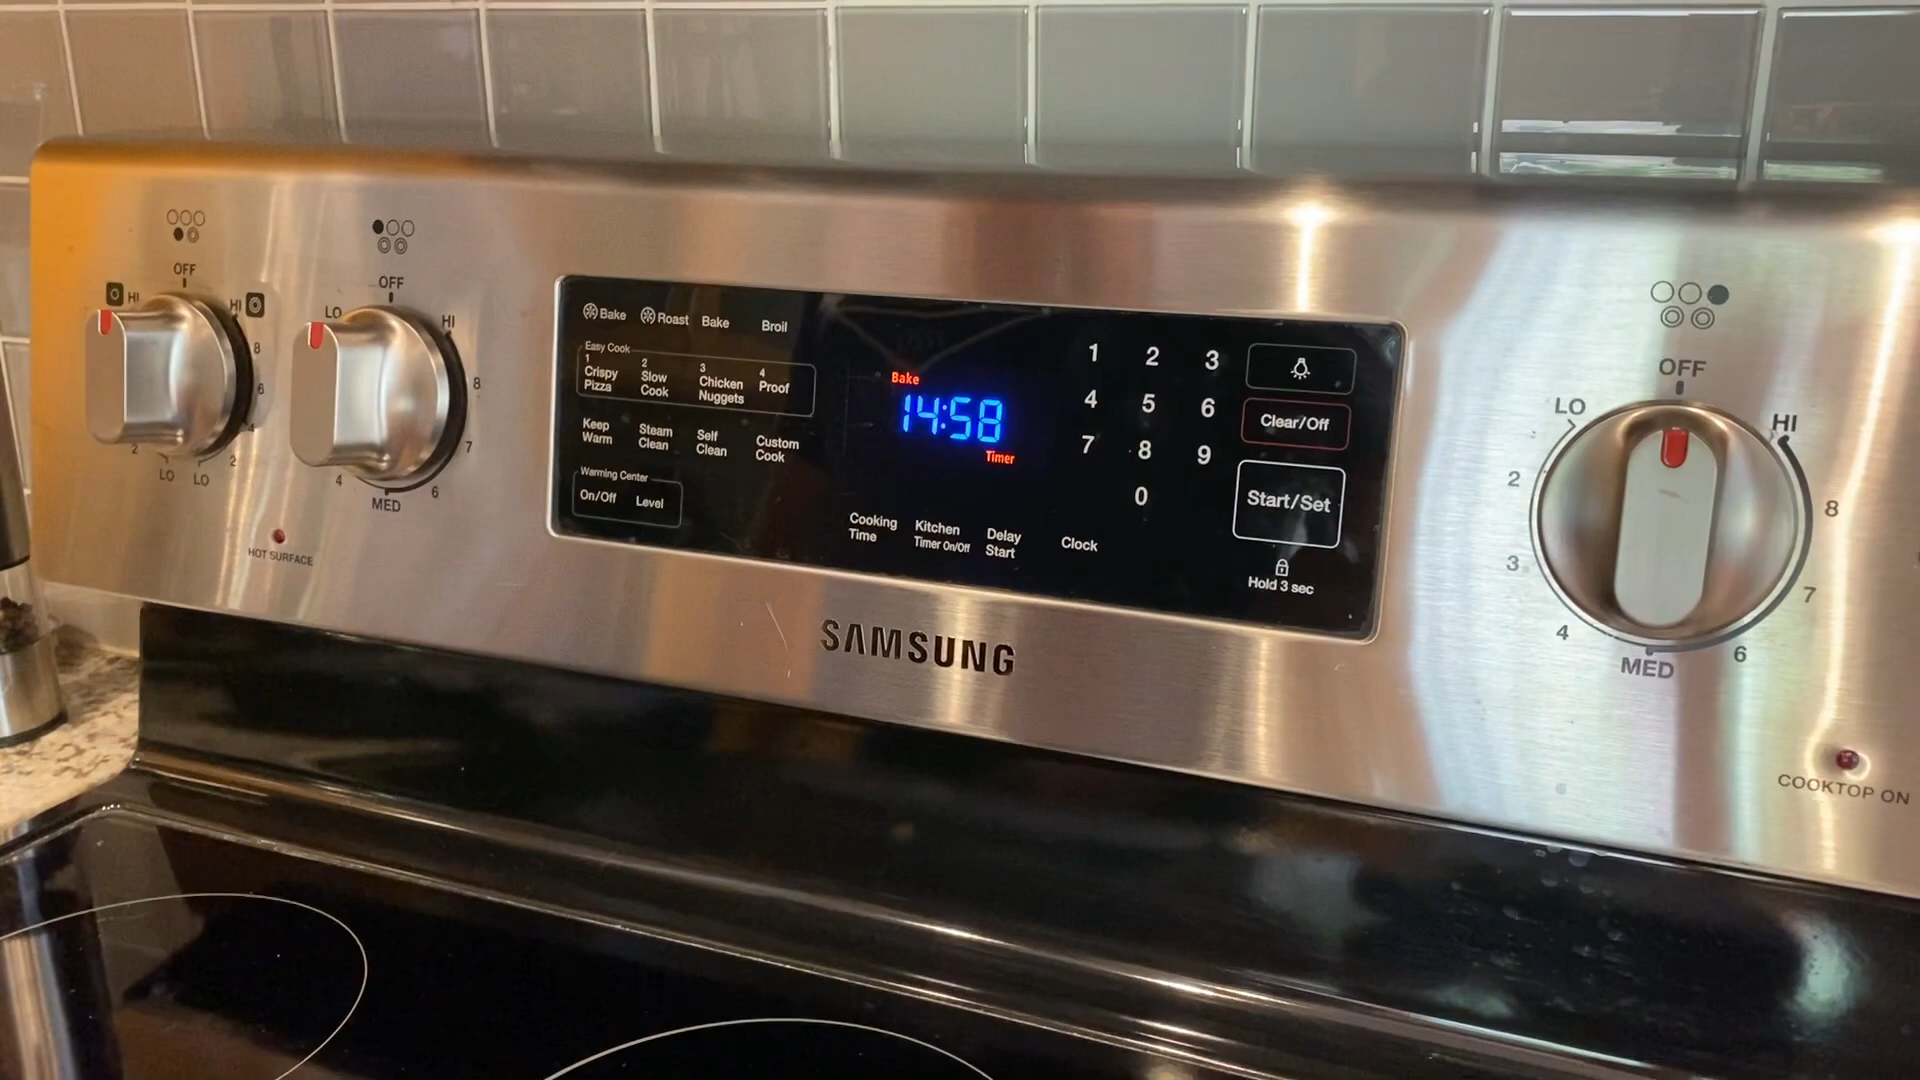 OFF
HI
HI
8
6
4
2
2
LO
LO
OFF
LO
HI
8
7
4
6
MED
HOT SURFACE
Bake
Roast
Bake
Broil
Easy Cook
1
Crispy
Pizza
2
Slow
Cook
3
Chicken
Nuggets
4
Proof
Keep
Warm
Steam
Clean
Self
Clean
Custom
Cook
Warming Center
On/Off
Level
Bake
14:58
Timer
Cooking
Time
Kitchen
Timer On/Off
Delay
Start
Clock
1 2 3
4 5 6
7 8 9
0
Clear/Off
Start/Set
Hold 3 sec
SAMSUNG
OFF
LO
HI
2
8
3
7
4
6
MED
COOKTOP ON